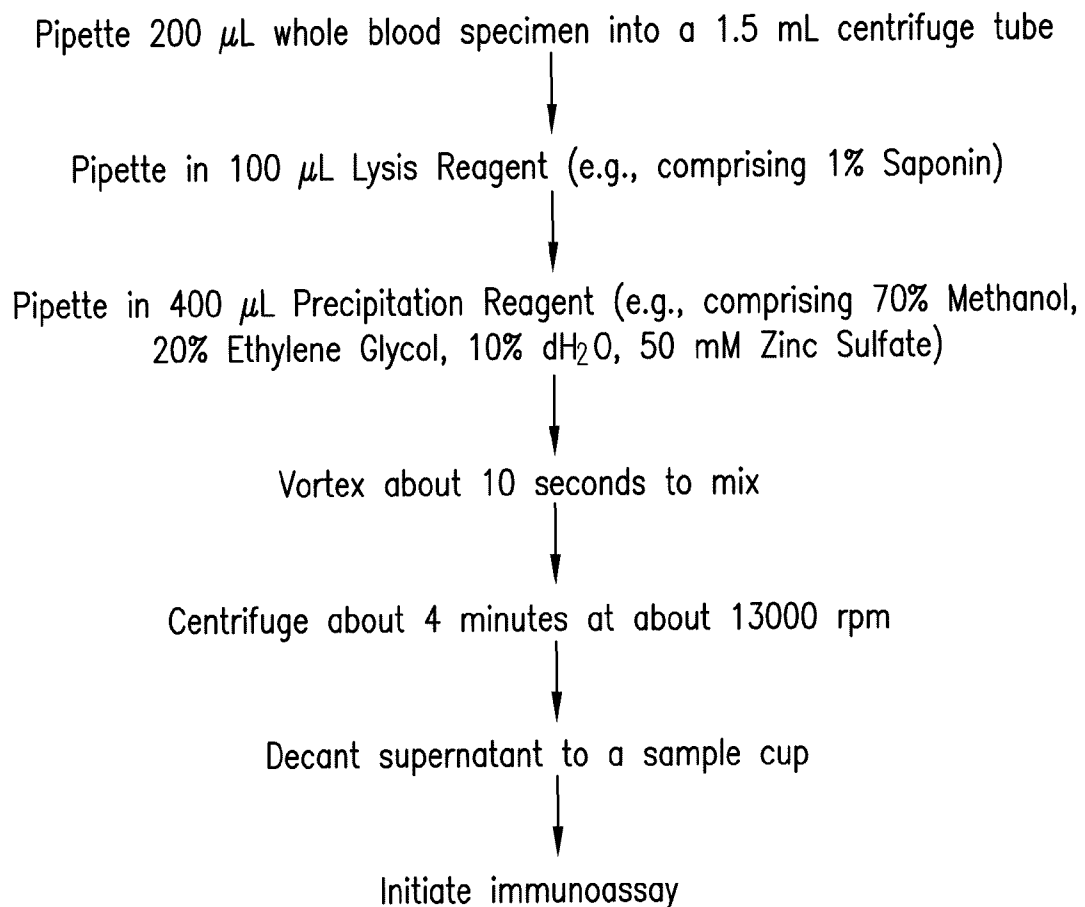 Pipette 200 μL whole blood specimen into a 1.5 mL centrifuge tube
Pipette in 100 μL Lysis Reagent (e.g., comprising 1% Saponin)
Pipette in 400 μL Precipitation Reagent (e.g., comprising 70% Methanol,
20% Ethylene Glycol, 10% dH₂O, 50 mM Zinc Sulfate)
Vortex about 10 seconds to mix
Centrifuge about 4 minutes at about 13000 rpm
Decant supernatant to a sample cup
Initiate immunoassay